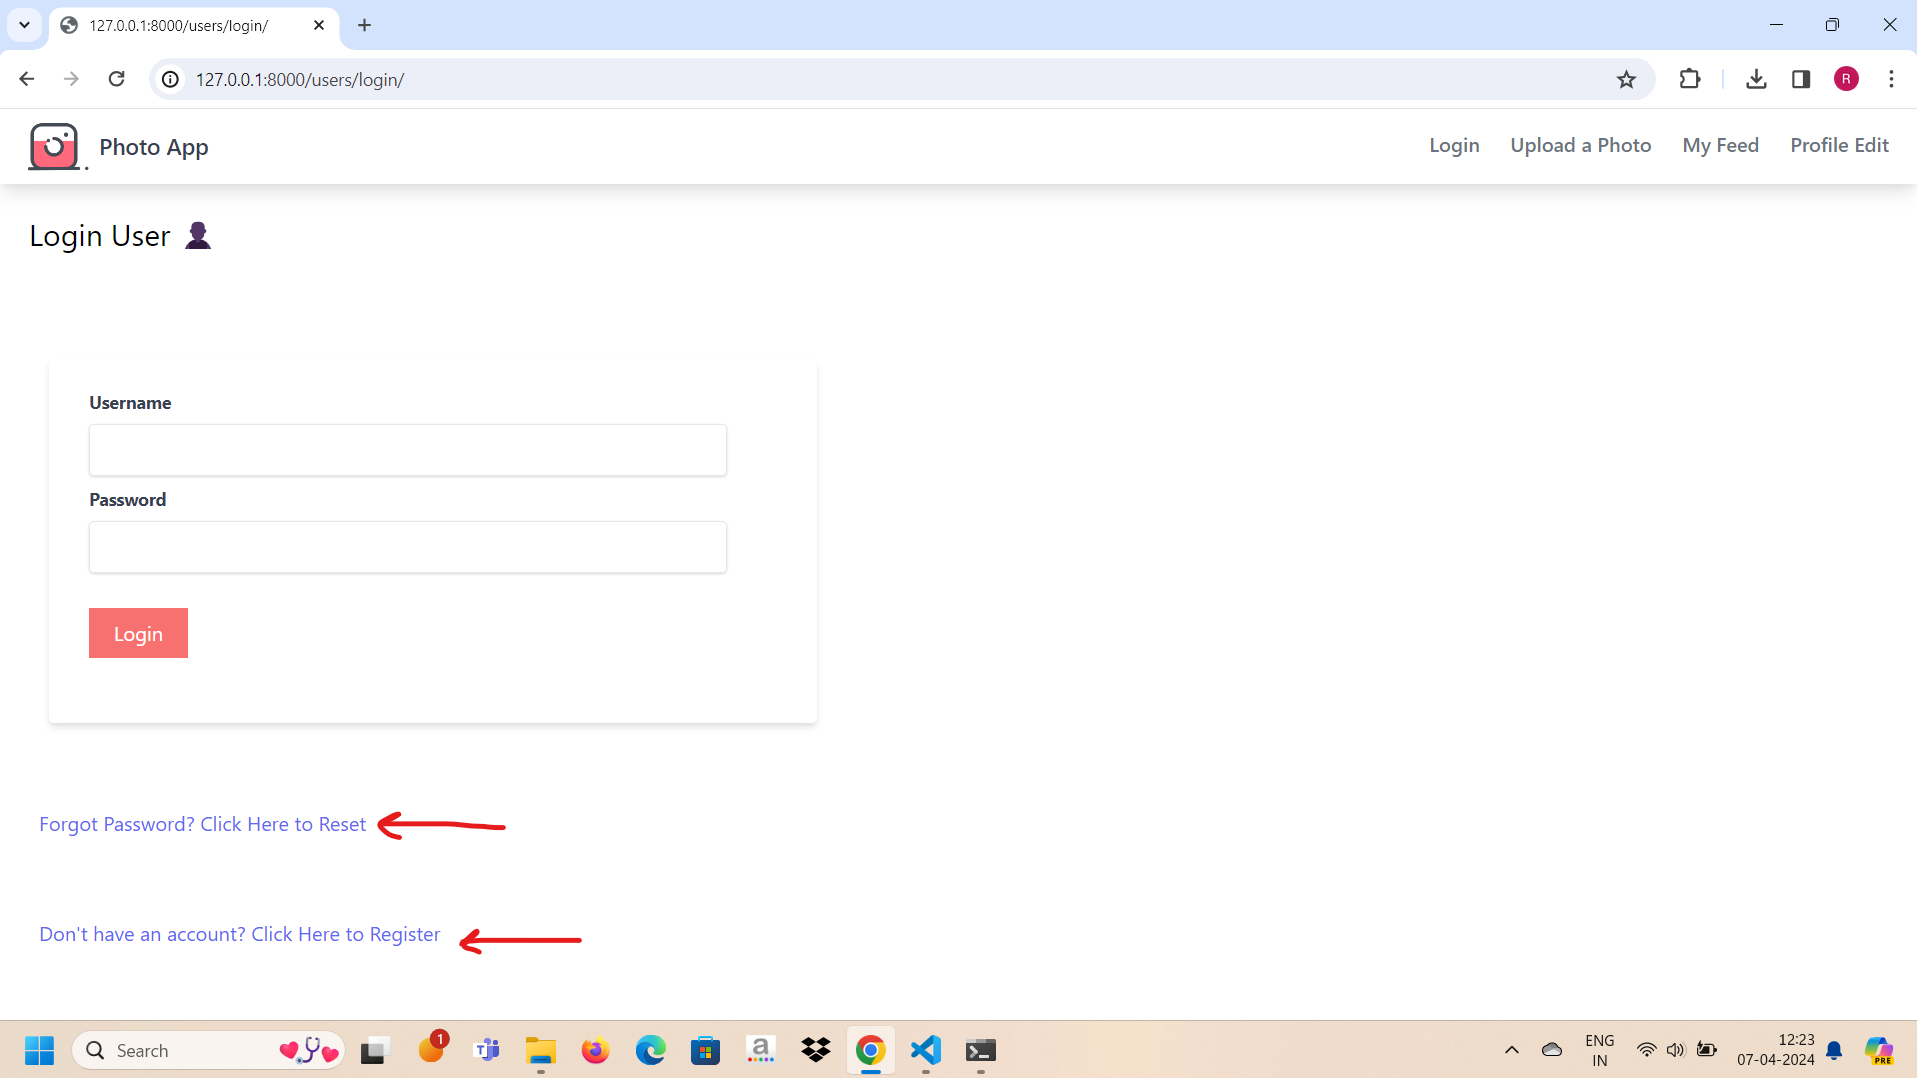 127.0.0.1:8000/users/login/
127.0.0.1:8000/users/login/
R
Photo App
Login Upload a Photo My Feed Profile Edit
Login User
Username
Password
Login
Forgot Password? Click Here to Reset
Don't have an account? Click Here to Register
Search
1
T
a
ENG
IN
12:23
07-04-2024
PRE